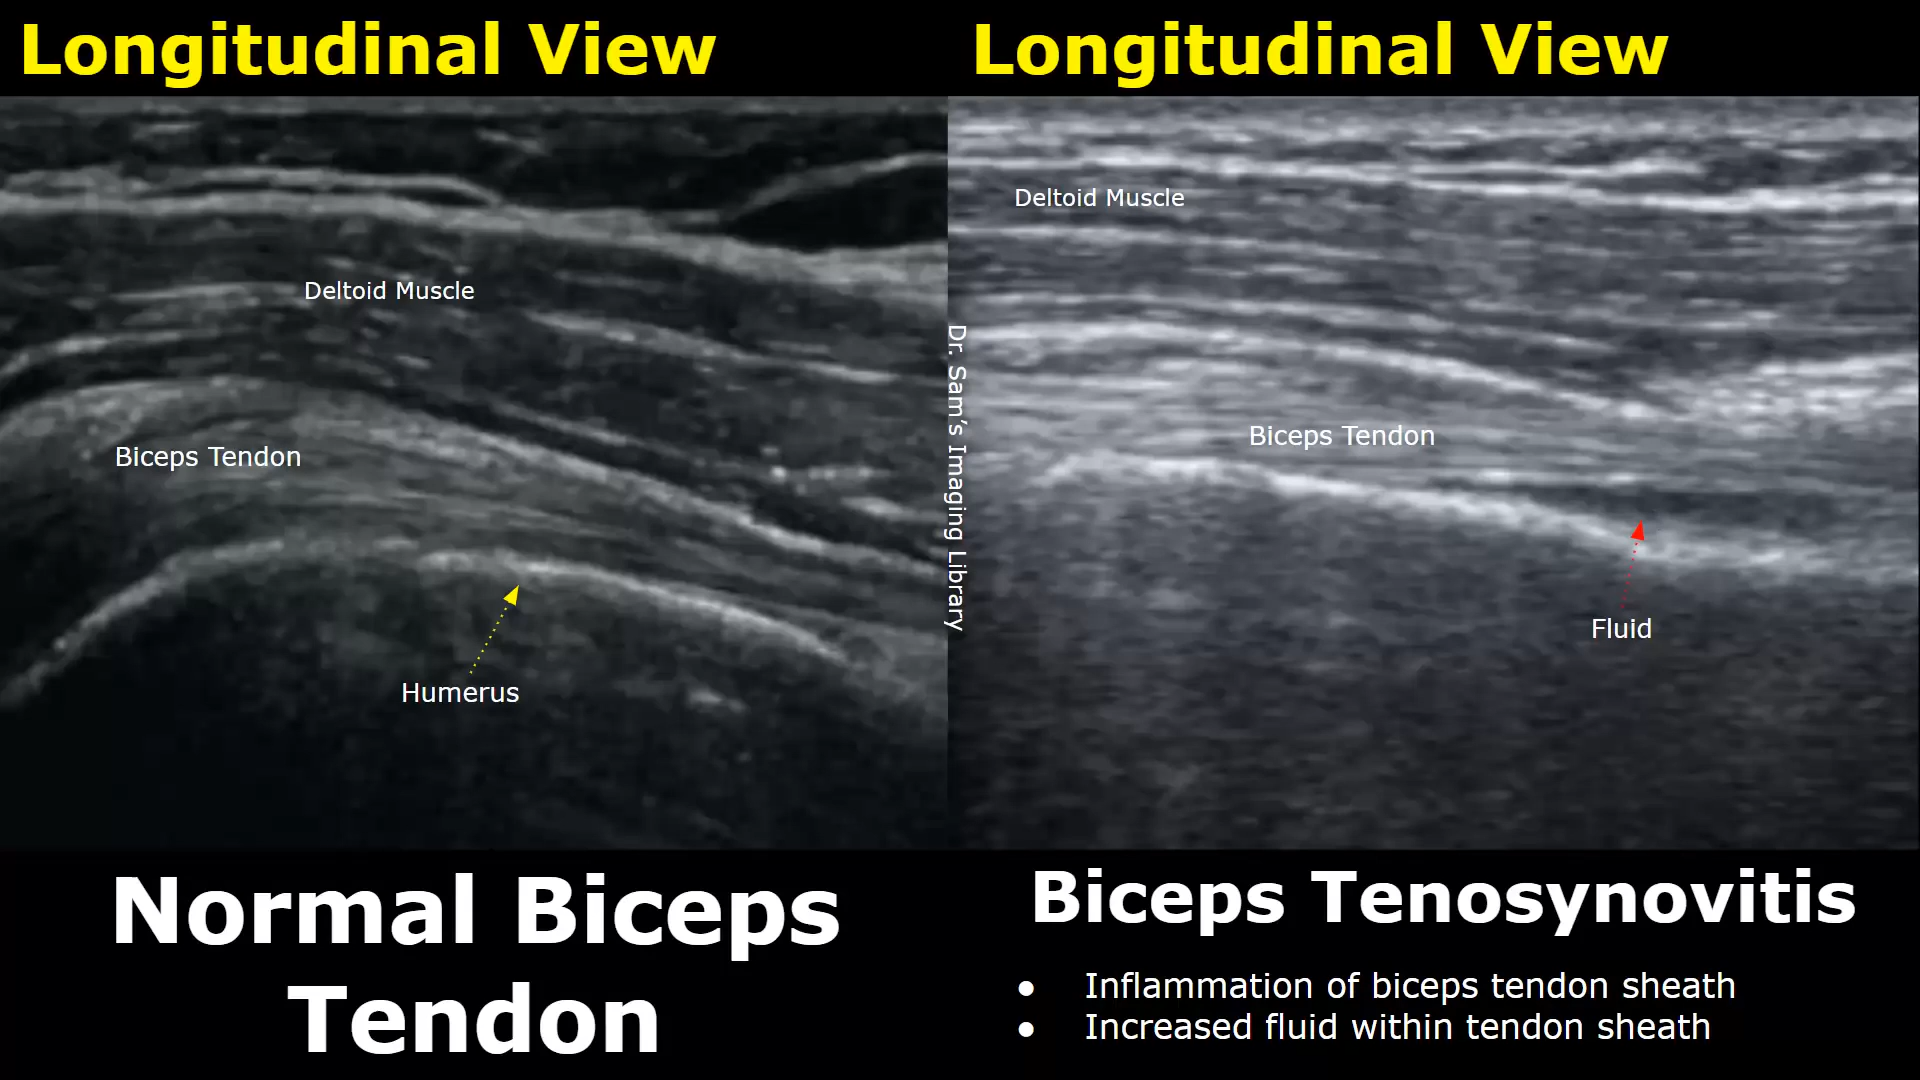 Longitudinal View
Deltoid Muscle
Biceps Tendon
Humerus
Normal Biceps
Tendon
Dr. Sam's Imaging Library
Longitudinal View
Deltoid Muscle
Biceps Tendon
Fluid
Biceps Tenosynovitis
● Inflammation of biceps tendon sheath
● Increased fluid within tendon sheath